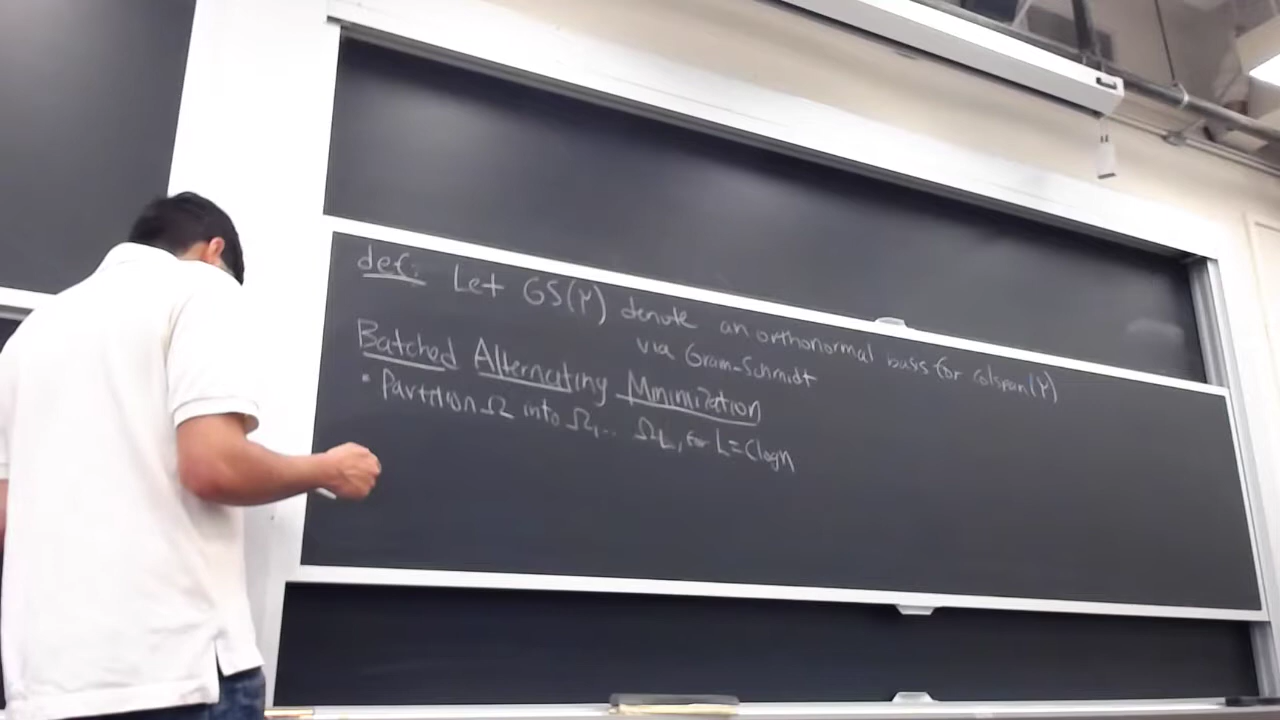 def: Let GS(Y) denote an orthonormal basis for colspan(Y)
via Gram-Schmidt
Batched Alternating Minimization
• Partition Ω into Ω₁... Ω_L, for L=Clogn